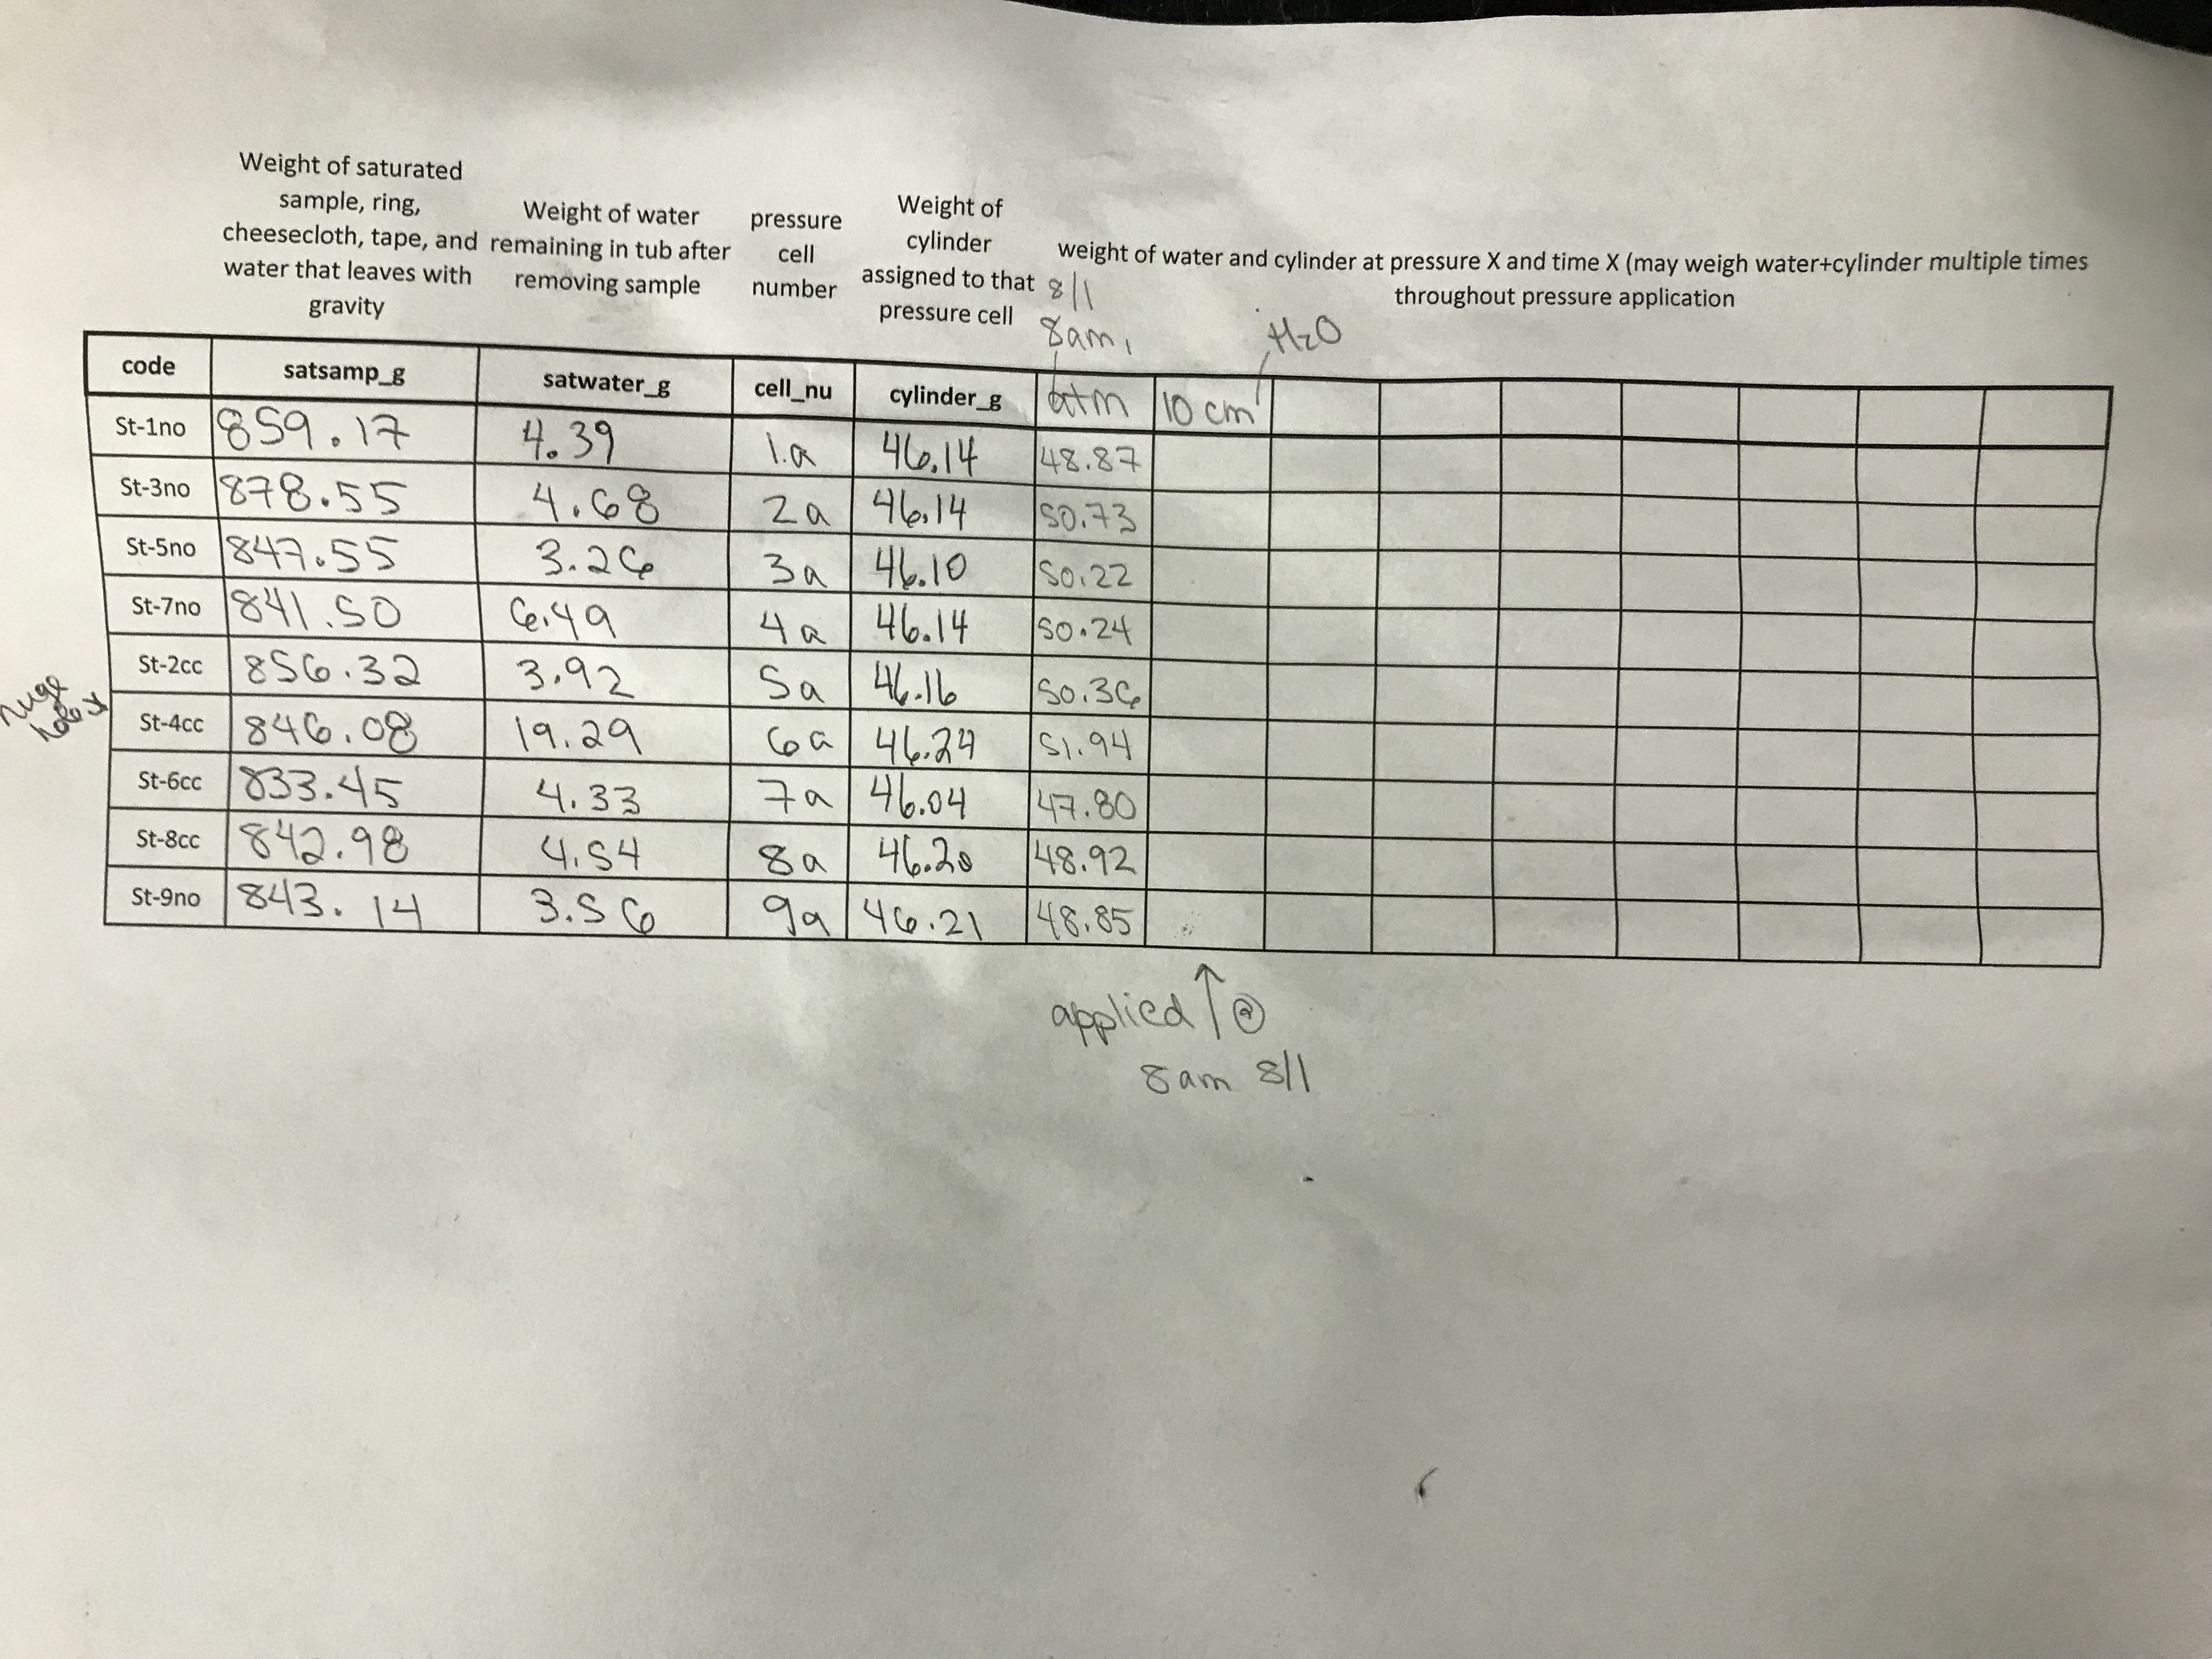 Weight of saturated
sample, ring,
cheesecloth, tape, and
water that leaves with
gravity
Weight of water
remaining in tub after
removing sample
pressure
cell
number
Weight of
cylinder
assigned to that
pressure cell
weight of water and cylinder at pressure X and time X (may weigh water+cylinder multiple times
throughout pressure application
8/1
8am
H2O
code satsamp_g satwater_g cell_nu cylinder_g atm 10 cm
St-1no 859.17 4.39 1a 46.14 48.87
St-3no 878.55 4.68 2a 46.14 50.73
St-5no 847.55 3.26 3a 46.10 50.22
St-7no 841.50 6.49 4a 46.14 50.24
St-2cc 856.32 3.92 5a 46.16 50.36
huge
St-4cc 846.08 19.29 6a 46.24 51.94
St-6cc 833.45 4.33 7a 46.04 47.80
St-8cc 842.98 4.54 8a 46.20 48.92
St-9no 843.14 3.56 9a 46.21 48.85
applied ↑ @
8am 8/1